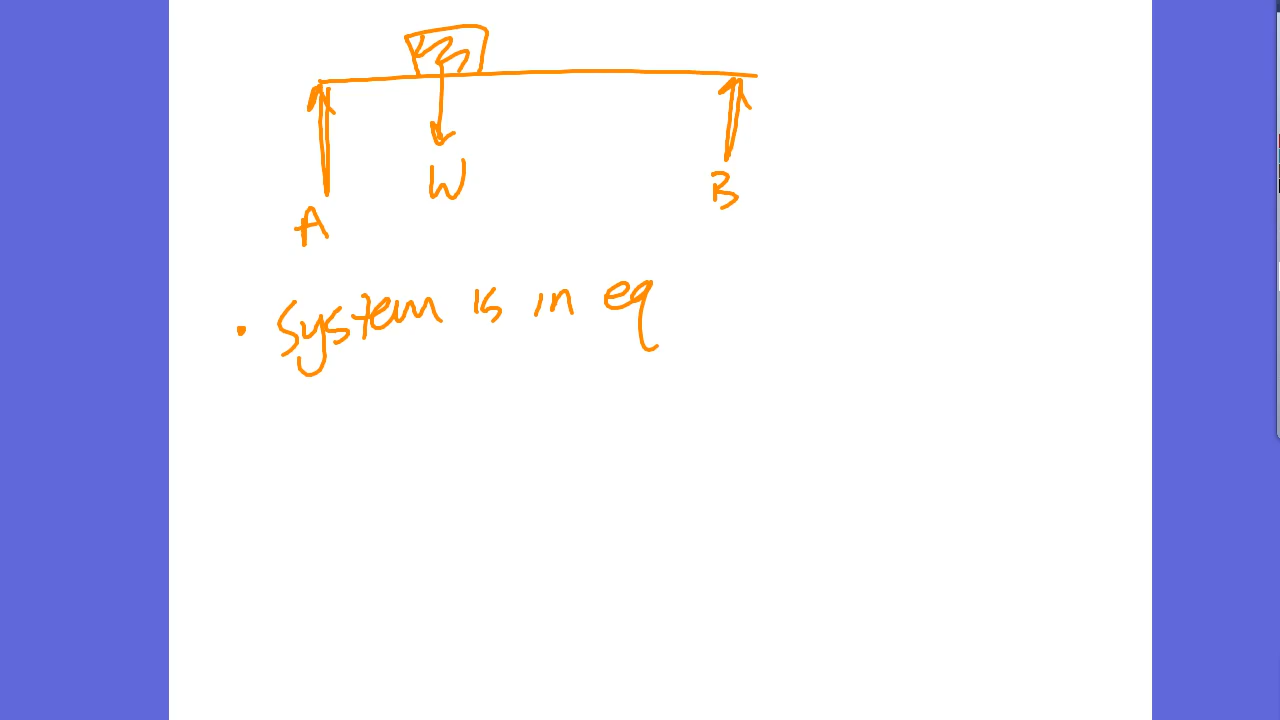 W
B
A
• System is in eq